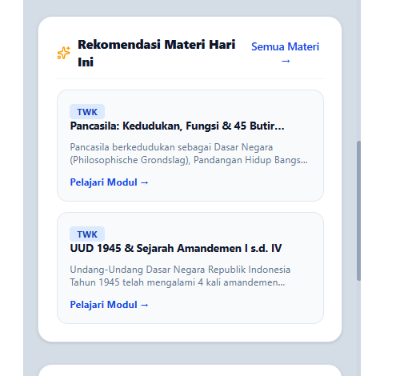 Rekomendasi Materi Hari
Ini
Semua Materi
→
TWK
Pancasila: Kedudukan, Fungsi & 45 Butir...
Pancasila berkedudukan sebagai Dasar Negara
(Philosophische Grondslag), Pandangan Hidup Bangs...
Pelajari Modul →
TWK
UUD 1945 & Sejarah Amandemen I s.d. IV
Undang-Undang Dasar Negara Republik Indonesia
Tahun 1945 telah mengalami 4 kali amandemen...
Pelajari Modul →